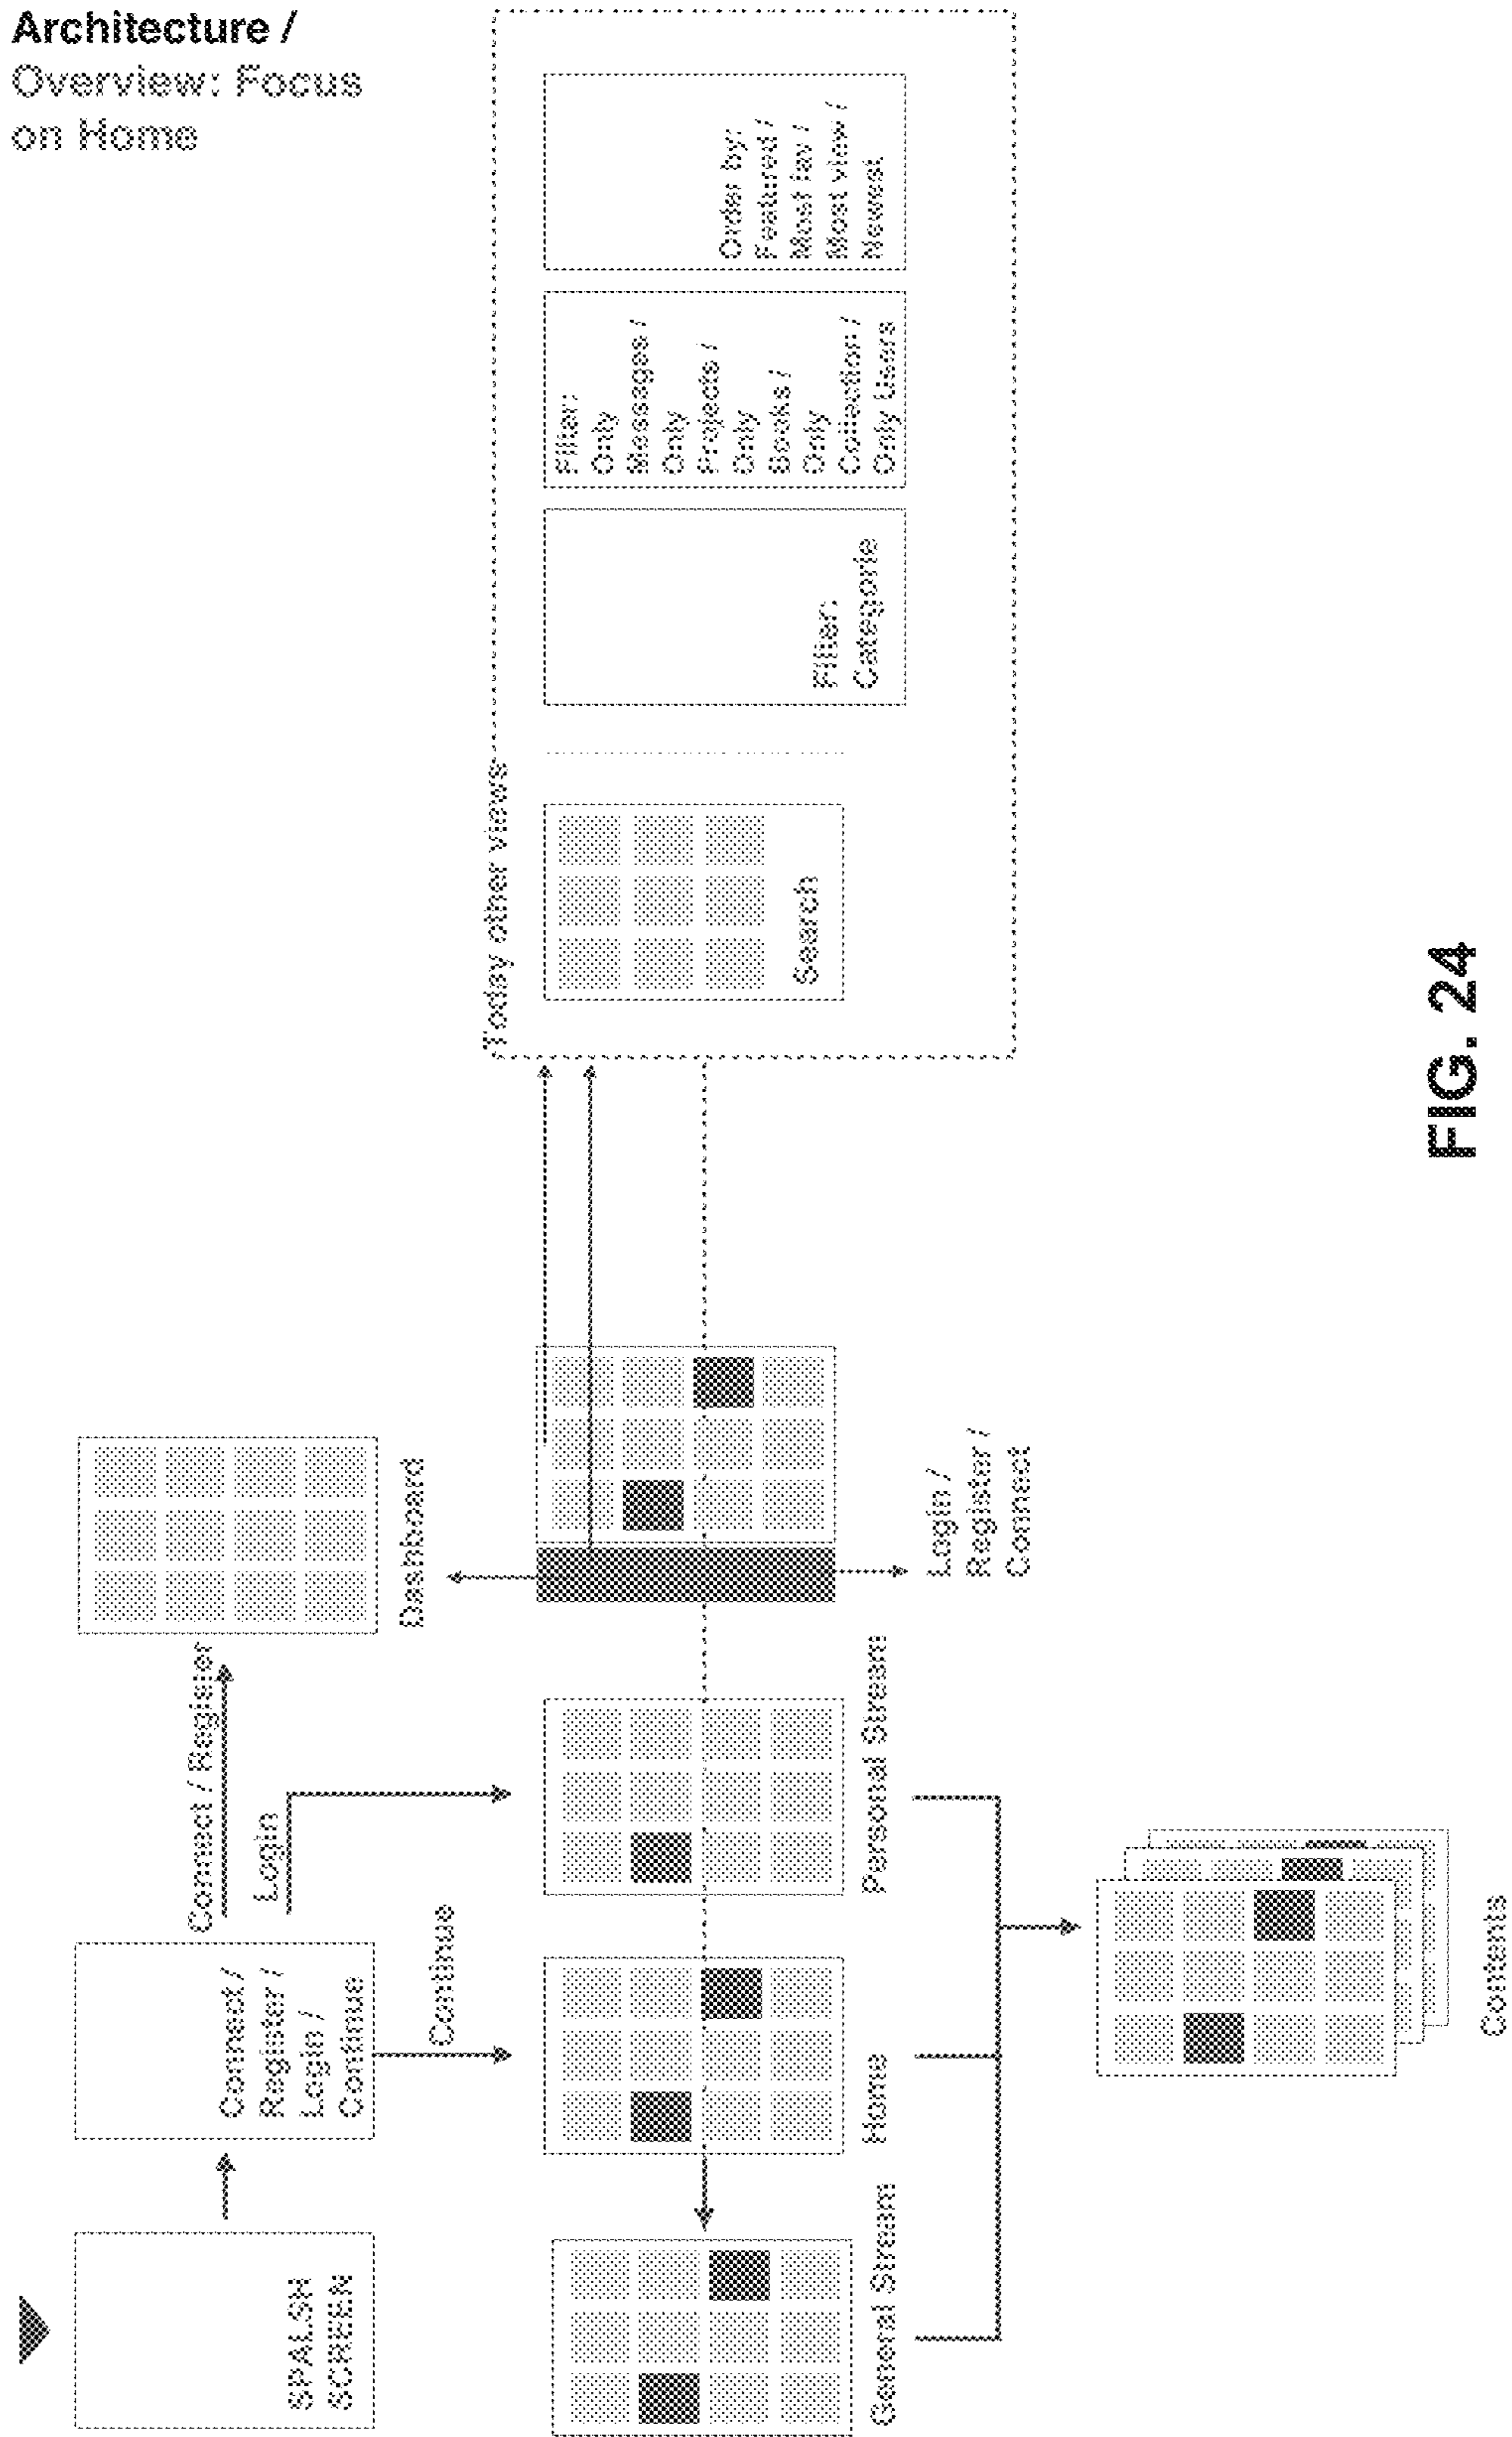 Architecture /
Overview: Focus
on Home
SPALSH
SCREEN
Connect /
Register /
Login /
Continue
Connect / Register
Login
Continue
Dashboard
General Stream
Home
Personal Stream
Login /
Register /
Connect
Contents
Today other views
Search
Filter:
Categorie
Filter:
Only
Messages /
Only
Projects /
Only
Books /
Only
Collection /
Only Users
Order by:
Featured /
Most fav /
Most view /
Newest
FIG. 24